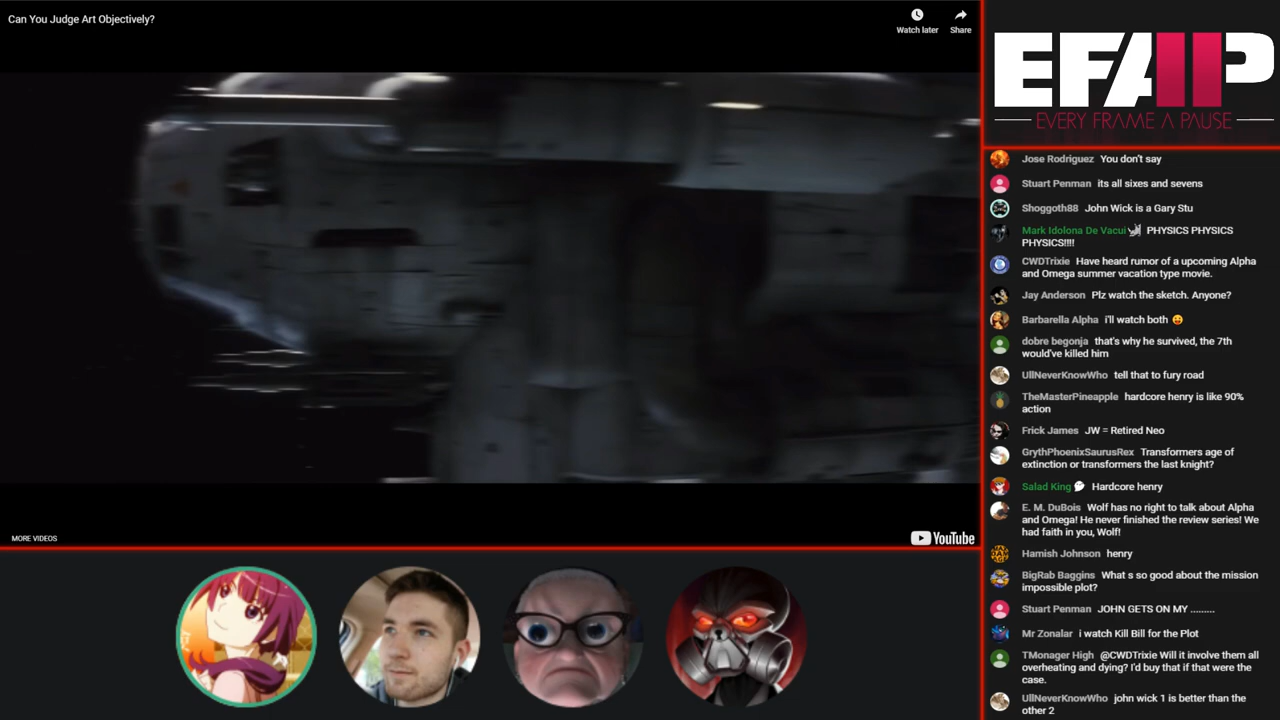 Can You Judge Art Objectively?
Watch later
Share
MORE VIDEOS
YouTube
EFAP
EVERY FRAME A PAUSE
Jose Rodriguez You don't say
Stuart Penman its all sixes and sevens
Shoggoth88 John Wick is a Gary Stu
Mark Idolona De Vacui PHYSICS PHYSICS
PHYSICS!!!!
CWDTrixie Have heard rumor of a upcoming Alpha
and Omega summer vacation type movie.
Jay Anderson Plz watch the sketch. Anyone?
Barbarella Alpha i'll watch both 😛
dobre begonja that's why he survived, the 7th
would've killed him
UllNeverKnowWho tell that to fury road
TheMasterPineapple hardcore henry is like 90%
action
Frick James JW = Retired Neo
GrythPhoenixSaurusRex Transformers age of
extinction or transformers the last knight?
Salad King Hardcore henry
E. M. DuBois Wolf has no right to talk about Alpha
and Omega! He never finished the review series! We
had faith in you, Wolf!
Hamish Johnson henry
BigRab Baggins What s so good about the mission
impossible plot?
Stuart Penman JOHN GETS ON MY .........
Mr Zonalar i watch Kill Bill for the Plot
TMonager High @CWDTrixie Will it involve them all
overheating and dying? I'd buy that if that were the
case.
UllNeverKnowWho john wick 1 is better than the
other 2